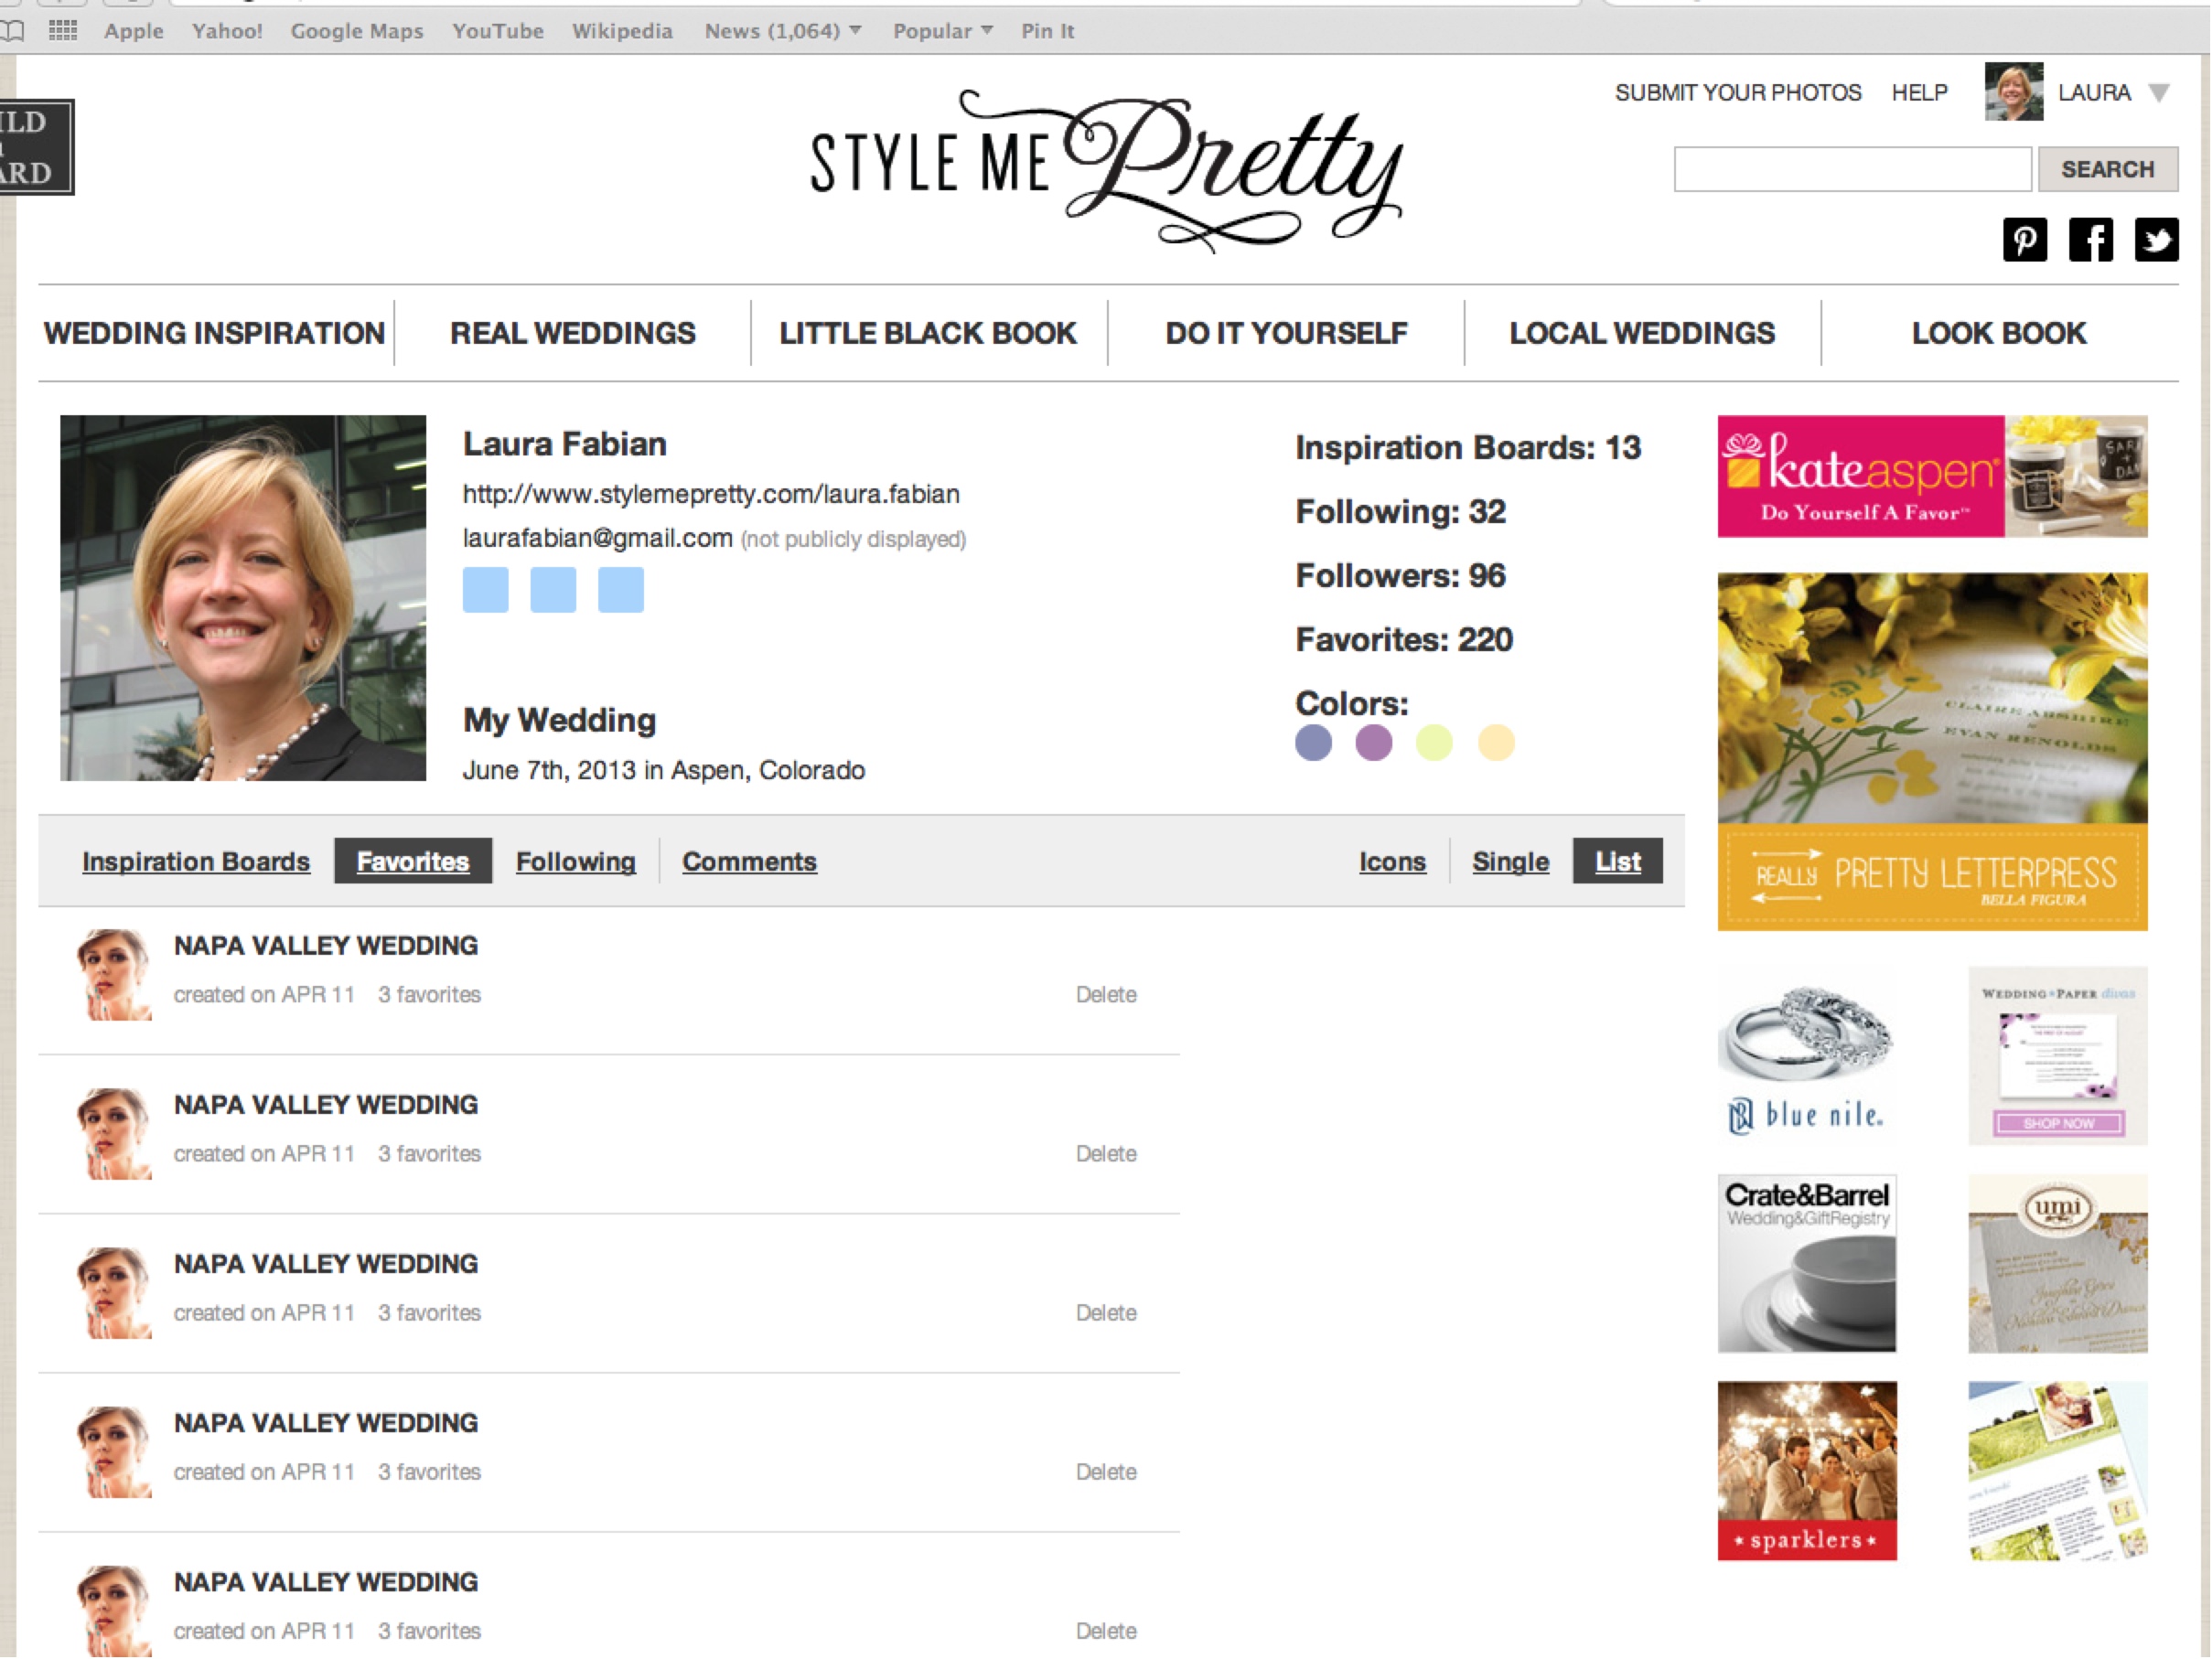 Apple Yahoo! Google Maps YouTube Wikipedia News (1,064) Popular Pin It
ILD
ARD
STYLE ME Pretty
SUBMIT YOUR PHOTOS HELP LAURA
SEARCH
WEDDING INSPIRATION REAL WEDDINGS LITTLE BLACK BOOK DO IT YOURSELF LOCAL WEDDINGS LOOK BOOK
Laura Fabian
http://www.stylemepretty.com/laura.fabian
laurafabian@gmail.com (not publicly displayed)
My Wedding
June 7th, 2013 in Aspen, Colorado
Inspiration Boards: 13
Following: 32
Followers: 96
Favorites: 220
Colors:
Inspiration Boards Favorites Following Comments Icons Single List
NAPA VALLEY WEDDING
created on APR 11 3 favorites Delete
NAPA VALLEY WEDDING
created on APR 11 3 favorites Delete
NAPA VALLEY WEDDING
created on APR 11 3 favorites Delete
NAPA VALLEY WEDDING
created on APR 11 3 favorites Delete
NAPA VALLEY WEDDING
created on APR 11 3 favorites Delete
kateaspen®
Do Yourself A Favor™
SARA
+
DAN
CLAIRE ABSHIRE
EVAN RENOLDS
REALLY PRETTY LETTERPRESS
BELLA FIGURA
blue nile.
WEDDING PAPER divas
SHOP NOW
Crate&Barrel
Wedding&GiftRegistry
umi
sparklers